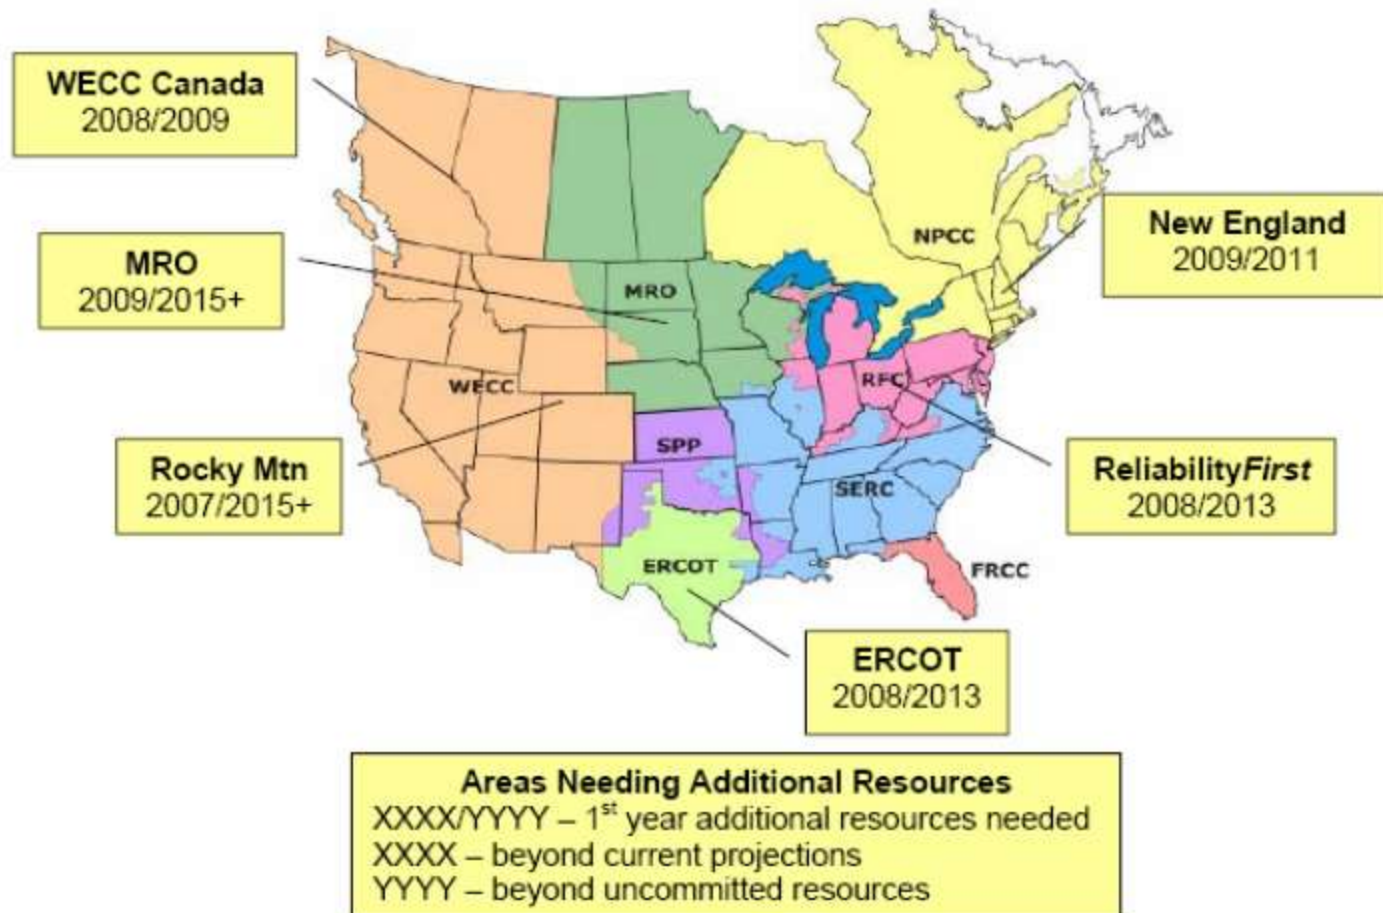 WECC Canada
2008/2009
MRO
2009/2015+
Rocky Mtn
2007/2015+
NPCC
MRO
WECC
RFC
SPP
SERC
ERCOT
FRCC
New England
2009/2011
ReliabilityFirst
2008/2013
ERCOT
2008/2013
Areas Needing Additional Resources
XXXX/YYYY – 1st year additional resources needed
XXXX – beyond current projections
YYYY – beyond uncommitted resources